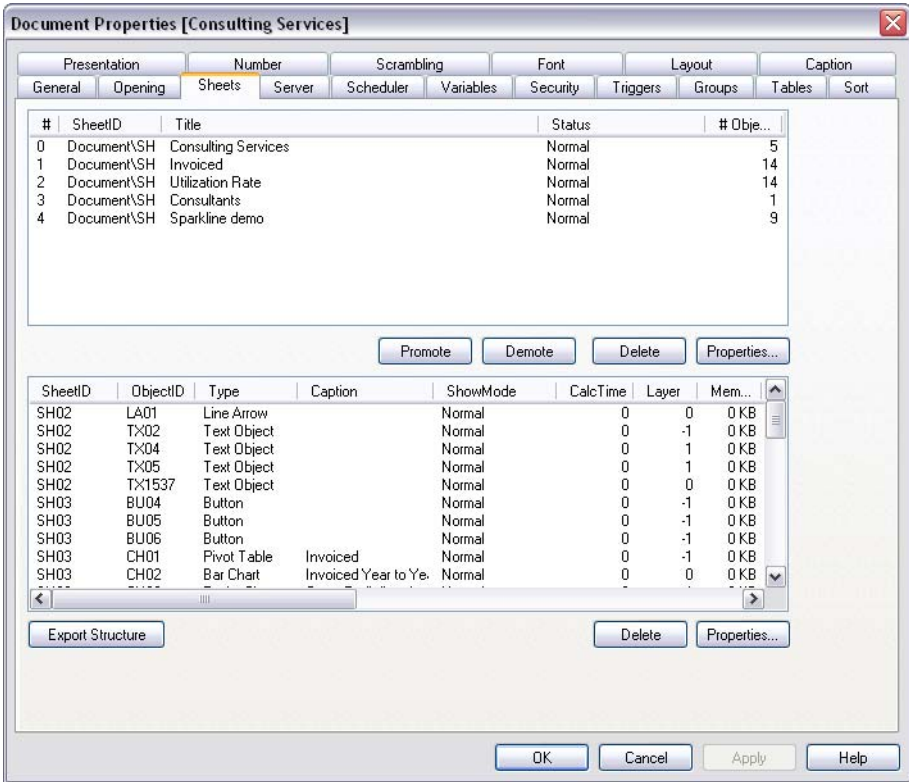 Document Properties [Consulting Services]
Presentation Number Scrambling Font Layout Caption
General Opening Sheets Server Scheduler Variables Security Triggers Groups Tables Sort
# SheetID Title Status # Obje...
0 Document\SH Consulting Services Normal 5
1 Document\SH Invoiced Normal 14
2 Document\SH Utilization Rate Normal 14
3 Document\SH Consultants Normal 1
4 Document\SH Sparkline demo Normal 9
Promote Demote Delete Properties...
SheetID ObjectID Type Caption ShowMode CalcTime Layer Mem...
SH02 LA01 Line Arrow Normal 0 0 0 KB
SH02 TX02 Text Object Normal 0 -1 0 KB
SH02 TX04 Text Object Normal 0 1 0 KB
SH02 TX05 Text Object Normal 0 1 0 KB
SH02 TX1537 Text Object Normal 0 0 0 KB
SH03 BU04 Button Normal 0 -1 0 KB
SH03 BU05 Button Normal 0 -1 0 KB
SH03 BU06 Button Normal 0 -1 0 KB
SH03 CH01 Pivot Table Invoiced Normal 0 -1 0 KB
SH03 CH02 Bar Chart Invoiced Year to Ye. Normal 0 0 0 KB
Export Structure Delete Properties...
OK Cancel Apply Help